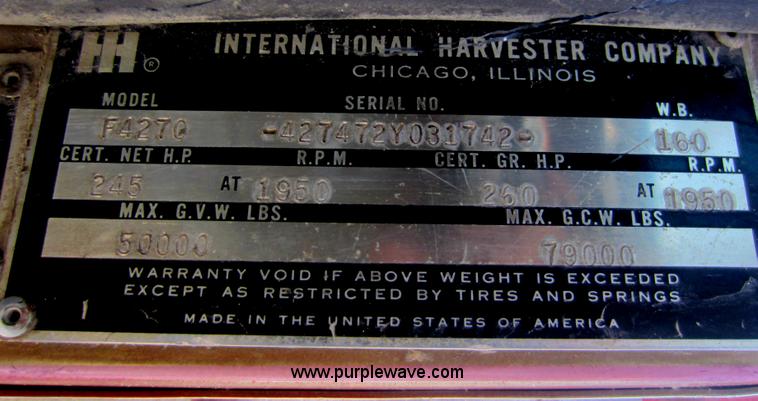 IH ® INTERNATIONAL HARVESTER COMPANY
CHICAGO, ILLINOIS
MODEL SERIAL NO. W.B.
F4270 -427472Y031742- 160
CERT. NET H.P. R.P.M. CERT. GR. H.P. R.P.M.
245 AT 1950 260 AT 1950
MAX. G.V.W. LBS. MAX. G.C.W. LBS.
50000 79000
WARRANTY VOID IF ABOVE WEIGHT IS EXCEEDED
EXCEPT AS RESTRICTED BY TIRES AND SPRINGS
MADE IN THE UNITED STATES OF AMERICA
www.purplewave.com